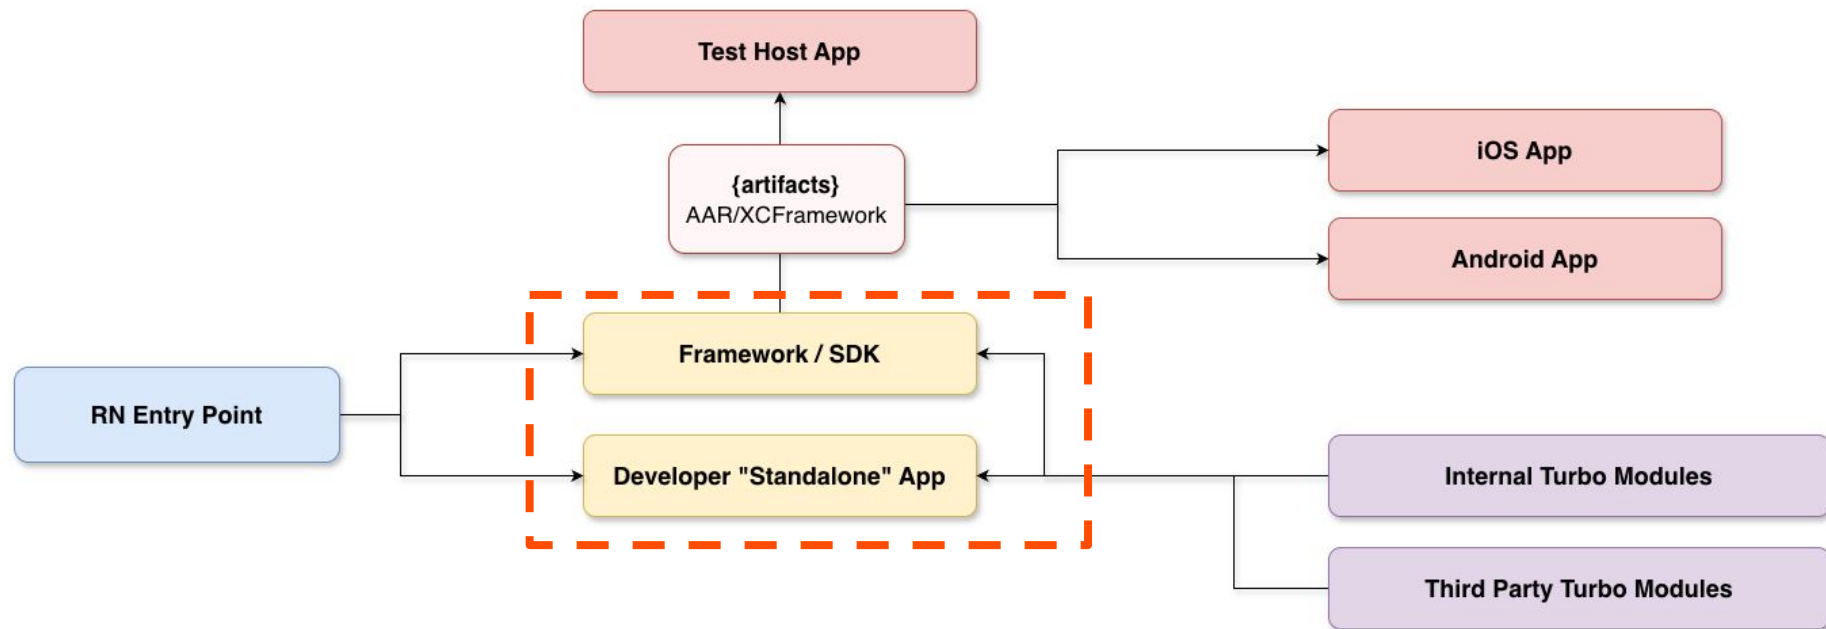 Test Host App
{artifacts}
AAR/XCFramework
iOS App
Android App
Framework / SDK
RN Entry Point
Developer "Standalone" App
Internal Turbo Modules
Third Party Turbo Modules